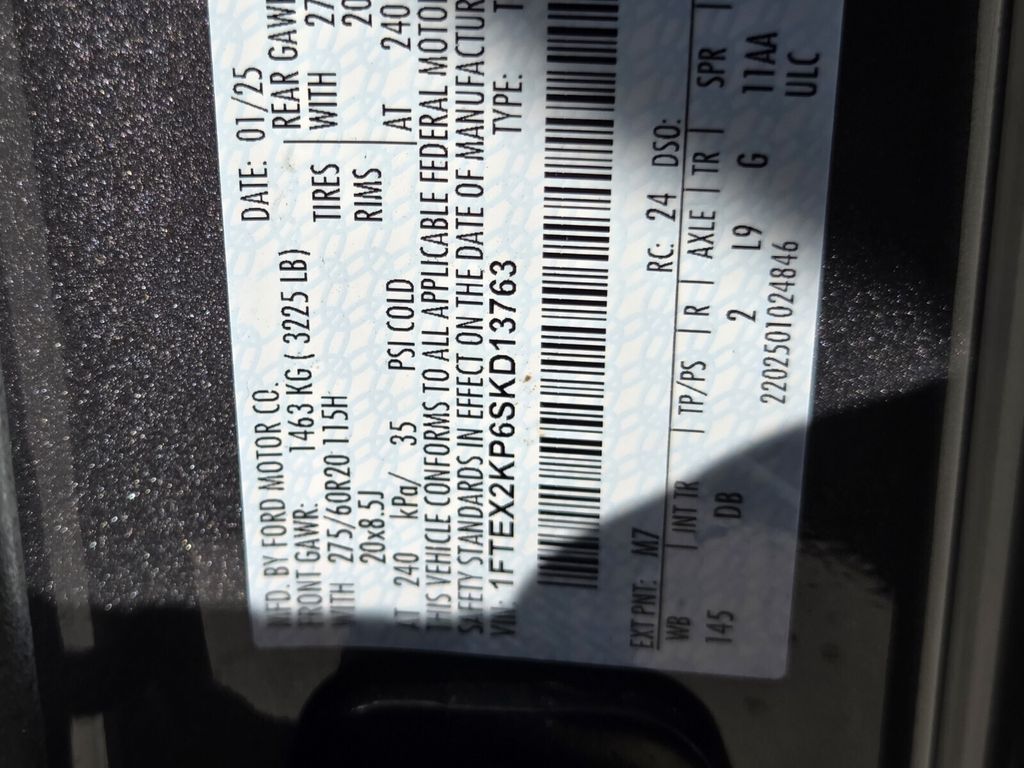 MFD. BY FORD MOTOR CO. DATE: 01/25
FRONT GAWR: 1463 KG ( 3225 LB) REAR GAWR
WITH 275/60R20 115H TIRES WITH 27
20x8.5J RIMS 20
AT 240 kPa/ 35 PSI COLD AT 240
THIS VEHICLE CONFORMS TO ALL APPLICABLE FEDERAL MOTOR
SAFETY STANDARDS IN EFFECT ON THE DATE OF MANUFACTUR
VIN: 1FTEX2KP6SKD13763 TYPE: T
EXT PNT: M7 RC: 24 DSO:
WB INT TR TP/PS R AXLE TR SPR
145 DB 2 L9 G 11AA
ULC
2202501024846